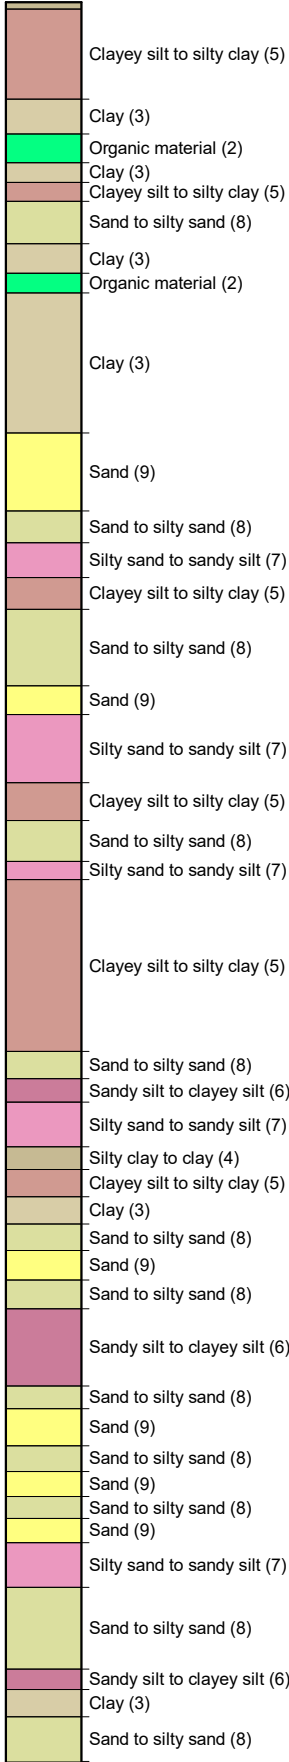 Clayey silt to silty clay (5)
Clay (3)
Organic material (2)
Clay (3)
Clayey silt to silty clay (5)
Sand to silty sand (8)
Clay (3)
Organic material (2)
Clay (3)
Sand (9)
Sand to silty sand (8)
Silty sand to sandy silt (7)
Clayey silt to silty clay (5)
Sand to silty sand (8)
Sand (9)
Silty sand to sandy silt (7)
Clayey silt to silty clay (5)
Sand to silty sand (8)
Silty sand to sandy silt (7)
Clayey silt to silty clay (5)
Sand to silty sand (8)
Sandy silt to clayey silt (6)
Silty sand to sandy silt (7)
Silty clay to clay (4)
Clayey silt to silty clay (5)
Clay (3)
Sand to silty sand (8)
Sand (9)
Sand to silty sand (8)
Sandy silt to clayey silt (6)
Sand to silty sand (8)
Sand (9)
Sand to silty sand (8)
Sand (9)
Sand to silty sand (8)
Sand (9)
Silty sand to sandy silt (7)
Sand to silty sand (8)
Sandy silt to clayey silt (6)
Clay (3)
Sand to silty sand (8)